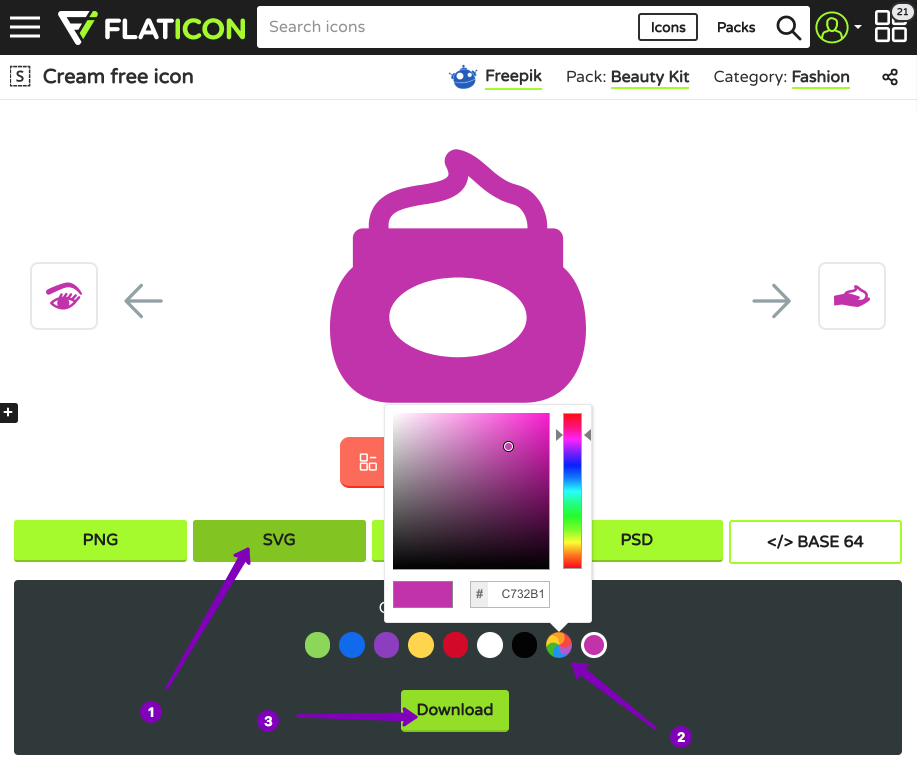 FLATICON
Search icons
Icons
Packs
21
S
Cream free icon
Freepik
Pack: Beauty Kit
Category: Fashion
+
PNG
SVG
PSD
</> BASE 64
# C732B1
1
3
Download
2